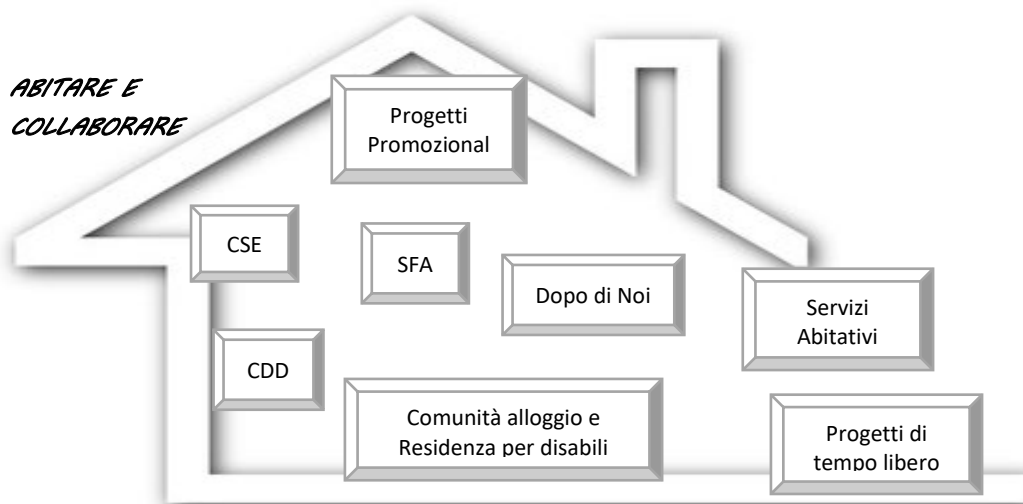 ABITARE E
COLLABORARE
Progetti
Promozional
CSE
SFA
Dopo di Noi
Servizi
Abitativi
CDD
Comunità alloggio e
Residenza per disabili
Progetti di
tempo libero